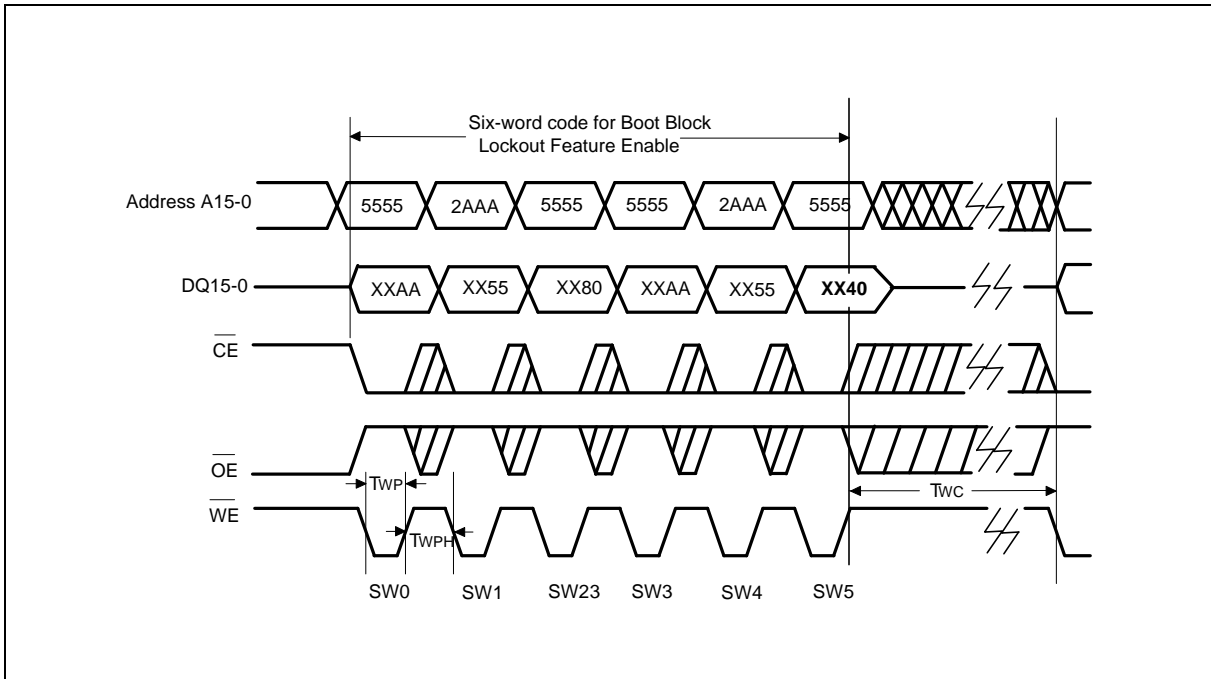 Six-word code for Boot Block
Lockout Feature Enable
Address A15-0
5555 2AAA 5555 5555 2AAA 5555
DQ15-0
XXAA XX55 XX80 XXAA XX55 XX40
CE
OE
TWP
TWC
WE
TWPH
SW0 SW1 SW23 SW3 SW4 SW5